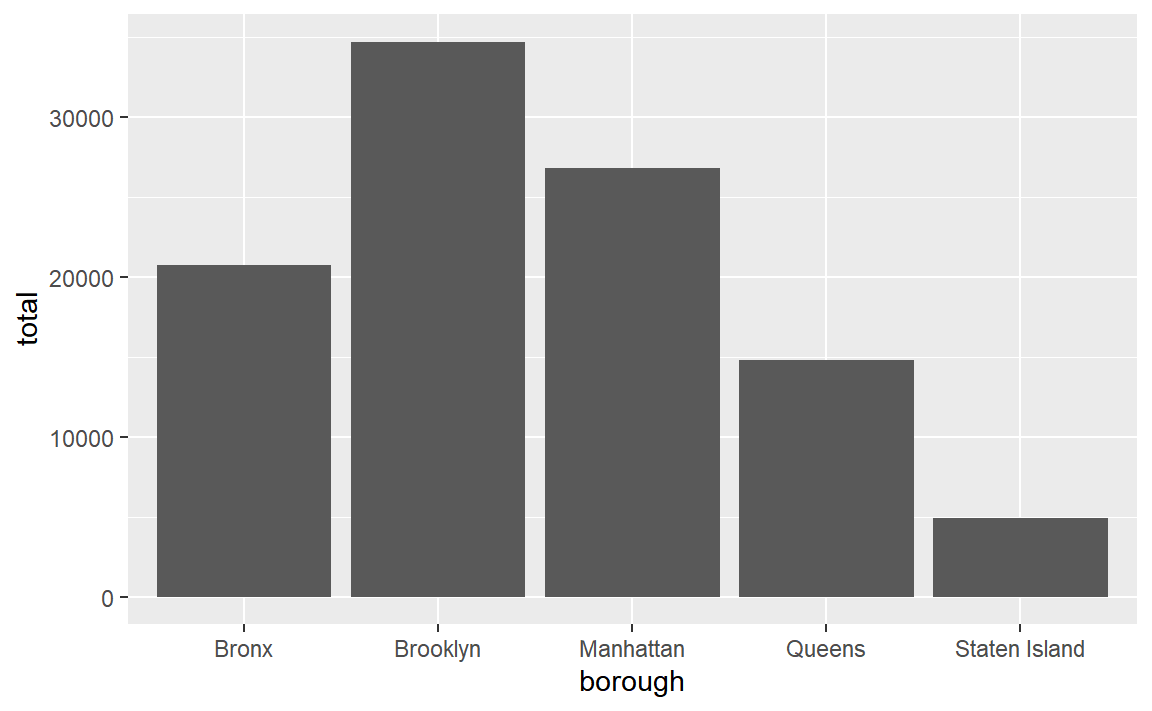 total
30000
20000
10000
0
Bronx Brooklyn Manhattan Queens Staten Island
borough